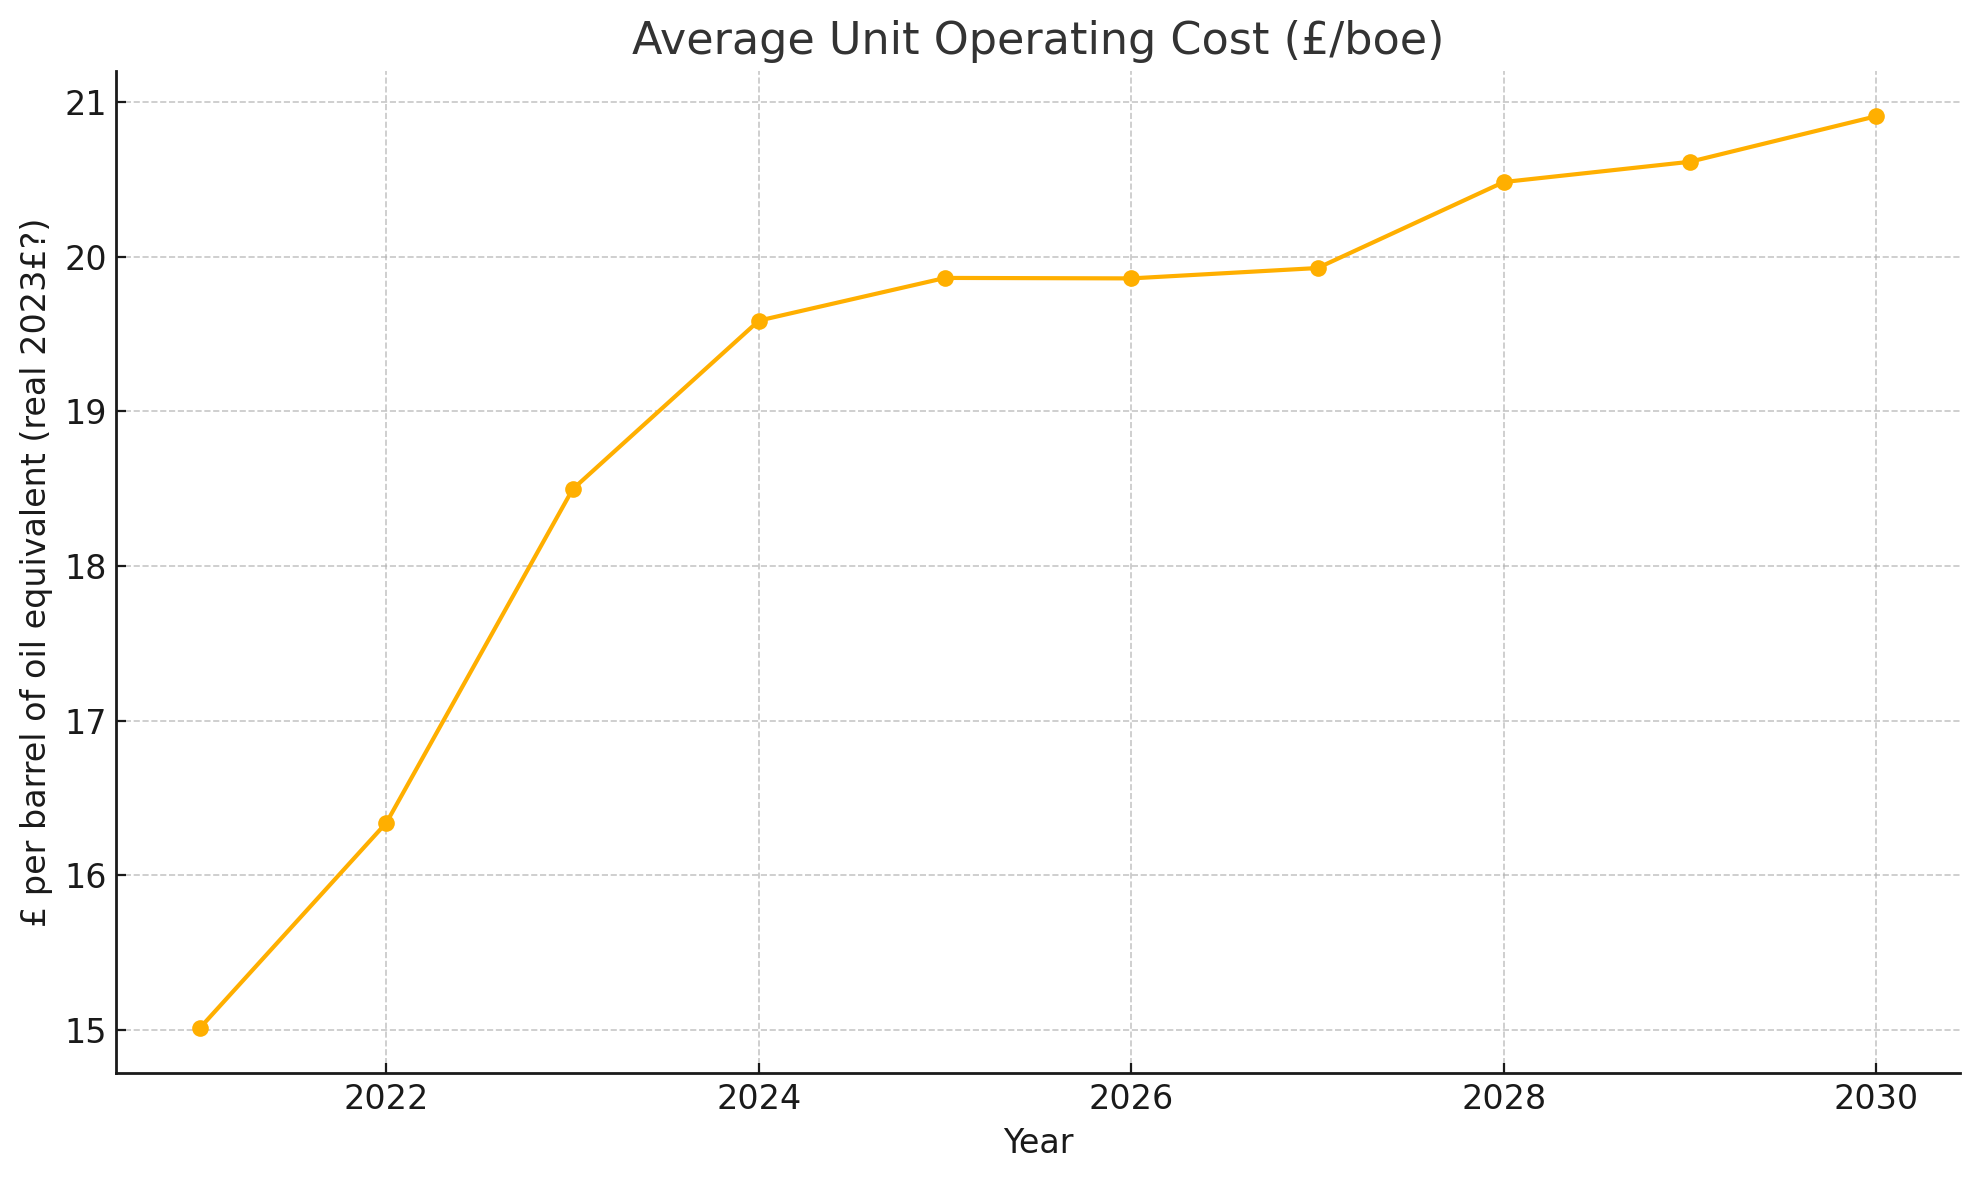 Average Unit Operating Cost (£/boe)
£ per barrel of oil equivalent (real 2023£?)
21
20
19
18
17
16
15
2022 2024 2026 2028 2030
Year